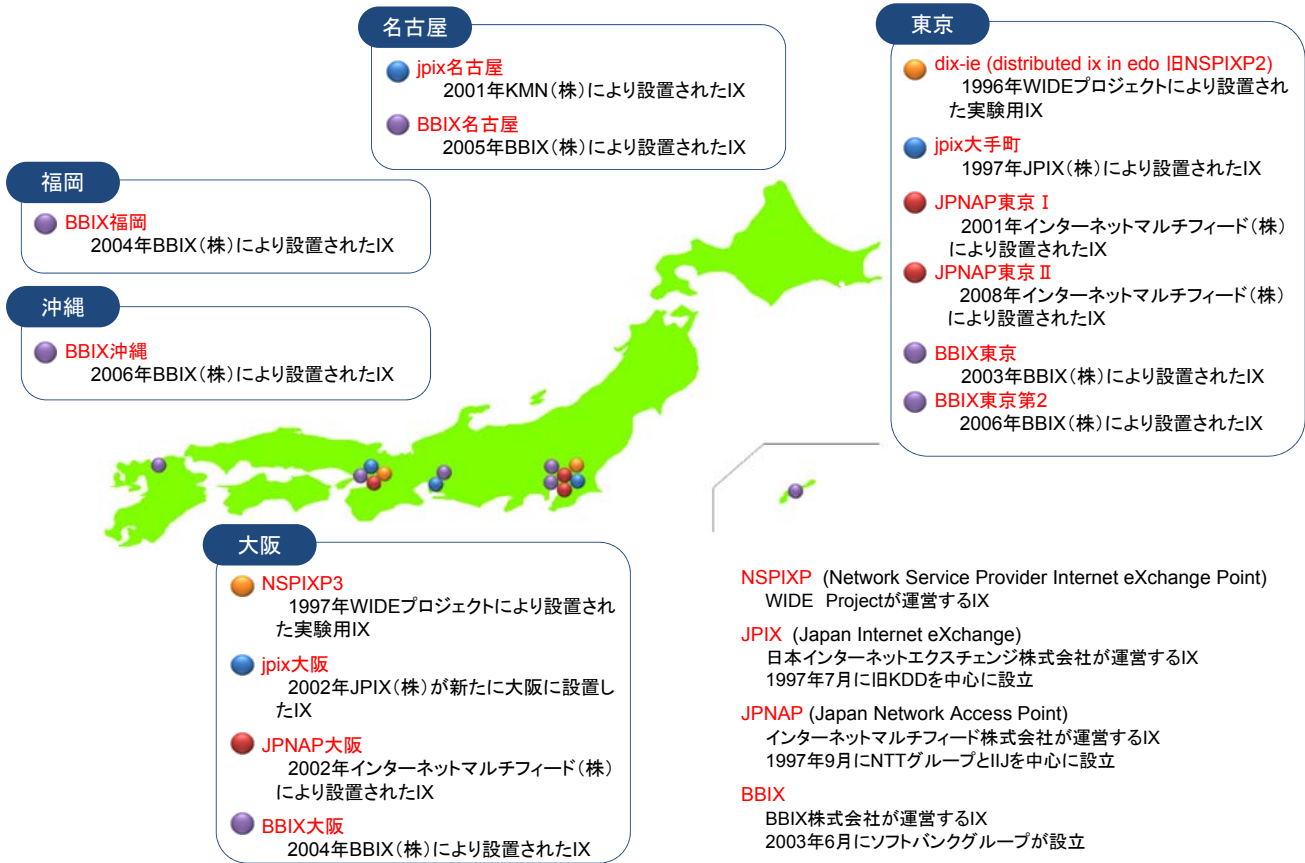 名古屋
jpix名古屋
2001年KMN(株)により設置されたIX
BBIX名古屋
2005年BBIX(株)により設置されたIX
東京
dix-ie (distributed ix in edo 旧NSPIXP2)
1996年WIDEプロジェクトにより設置され
た実験用IX
jpix大手町
1997年JPIX(株)により設置されたIX
JPNAP東京Ⅰ
2001年インターネットマルチフィード(株)
により設置されたIX
JPNAP東京Ⅱ
2008年インターネットマルチフィード(株)
により設置されたIX
BBIX東京
2003年BBIX(株)により設置されたIX
BBIX東京第2
2006年BBIX(株)により設置されたIX
福岡
BBIX福岡
2004年BBIX(株)により設置されたIX
沖縄
BBIX沖縄
2006年BBIX(株)により設置されたIX
大阪
NSPIXP3
1997年WIDEプロジェクトにより設置され
た実験用IX
jpix大阪
2002年JPIX(株)が新たに大阪に設置し
たIX
JPNAP大阪
2002年インターネットマルチフィード(株)
により設置されたIX
BBIX大阪
2004年BBIX(株)により設置されたIX
NSPIXP (Network Service Provider Internet eXchange Point)
WIDE Projectが運営するIX
JPIX (Japan Internet eXchange)
日本インターネットエクスチェンジ株式会社が運営するIX
1997年7月に旧KDDを中心に設立
JPNAP (Japan Network Access Point)
インターネットマルチフィード株式会社が運営するIX
1997年9月にNTTグループとIIJを中心に設立
BBIX
BBIX株式会社が運営するIX
2003年6月にソフトバンクグループが設立